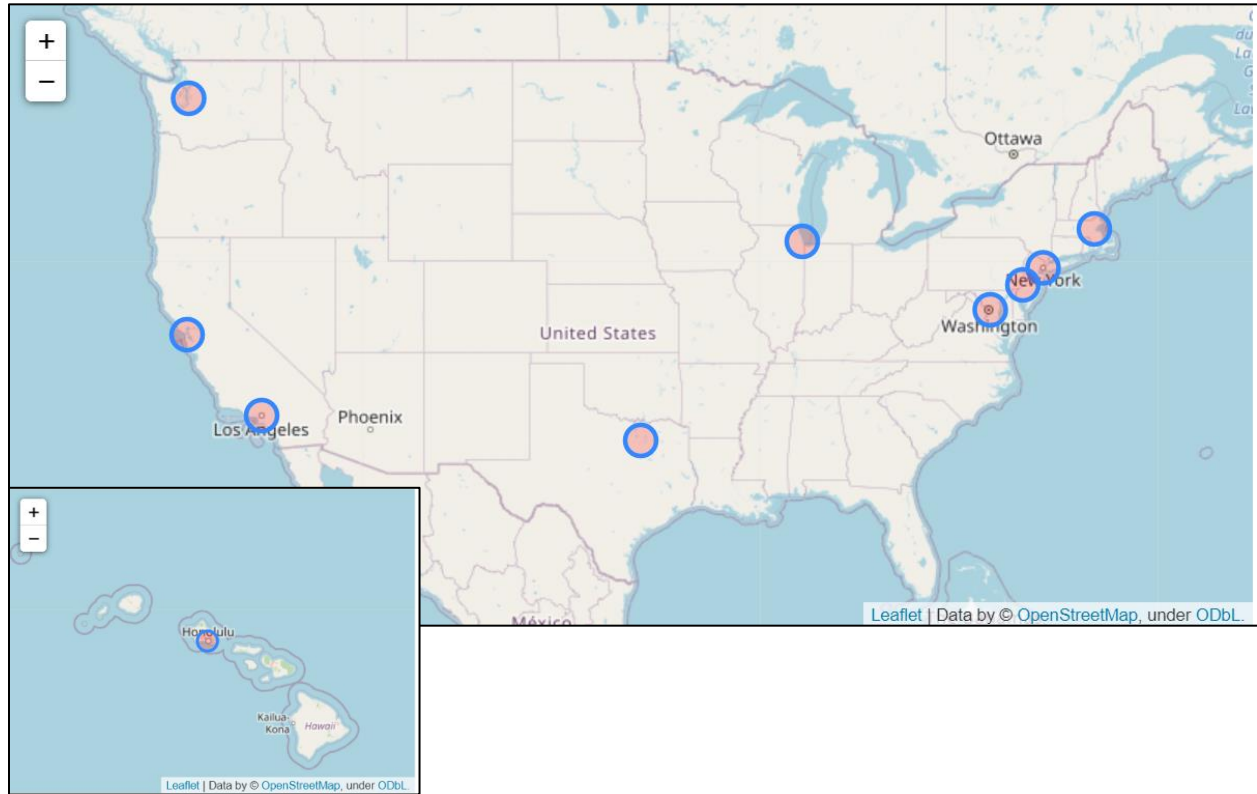 +
−
Ottawa
New York
Washington
United States
Phoenix
Los Angeles
México
Leaflet | Data by © OpenStreetMap, under ODbL.
+
−
Honolulu
Kailua-
Kona
Hawaii
Leaflet | Data by © OpenStreetMap, under ODbL.